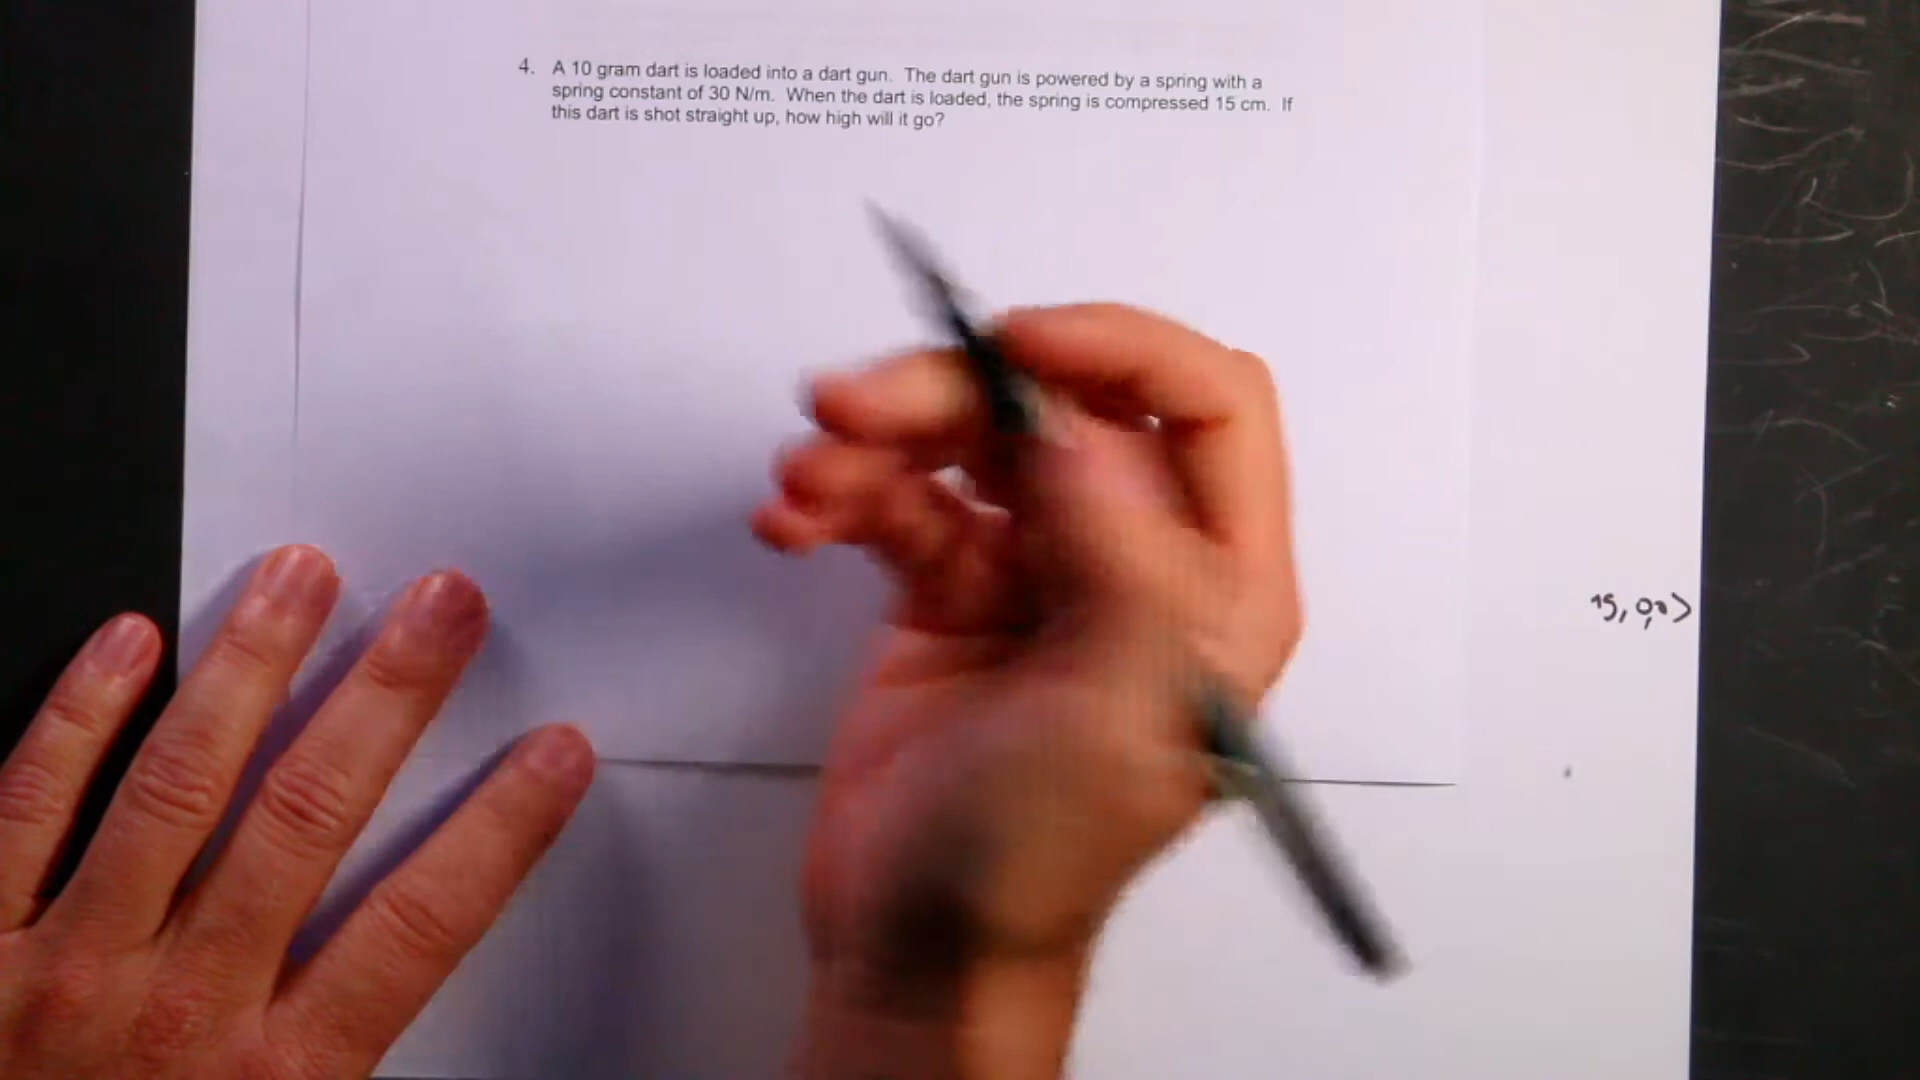 4. A 10 gram dart is loaded into a dart gun. The dart gun is powered by a spring with a
spring constant of 30 N/m. When the dart is loaded, the spring is compressed 15 cm. If
this dart is shot straight up, how high will it go?